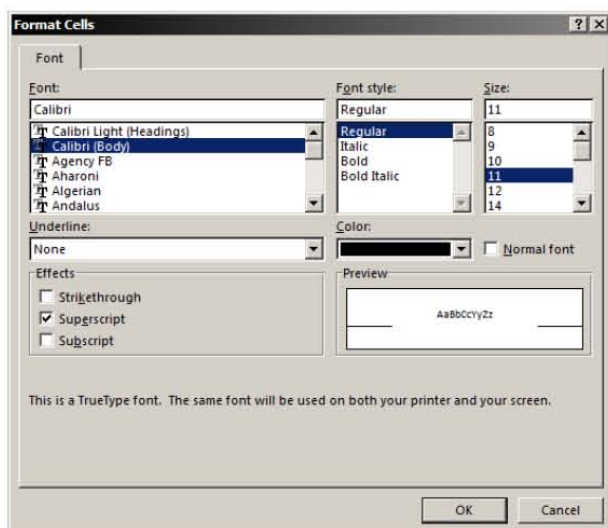 Format Cells
Font
Font: Font style: Size:
Calibri Regular 11
Calibri Light (Headings) Regular 8
Calibri (Body) Italic 9
Agency FB Bold 10
Aharoni Bold Italic 11
Algerian 12
Andalus 14
Underline: Color:
None Normal font
Effects Preview
Strikethrough
Superscript AaBbCcYyZz
Subscript
This is a TrueType font. The same font will be used on both your printer and your screen.
OK Cancel